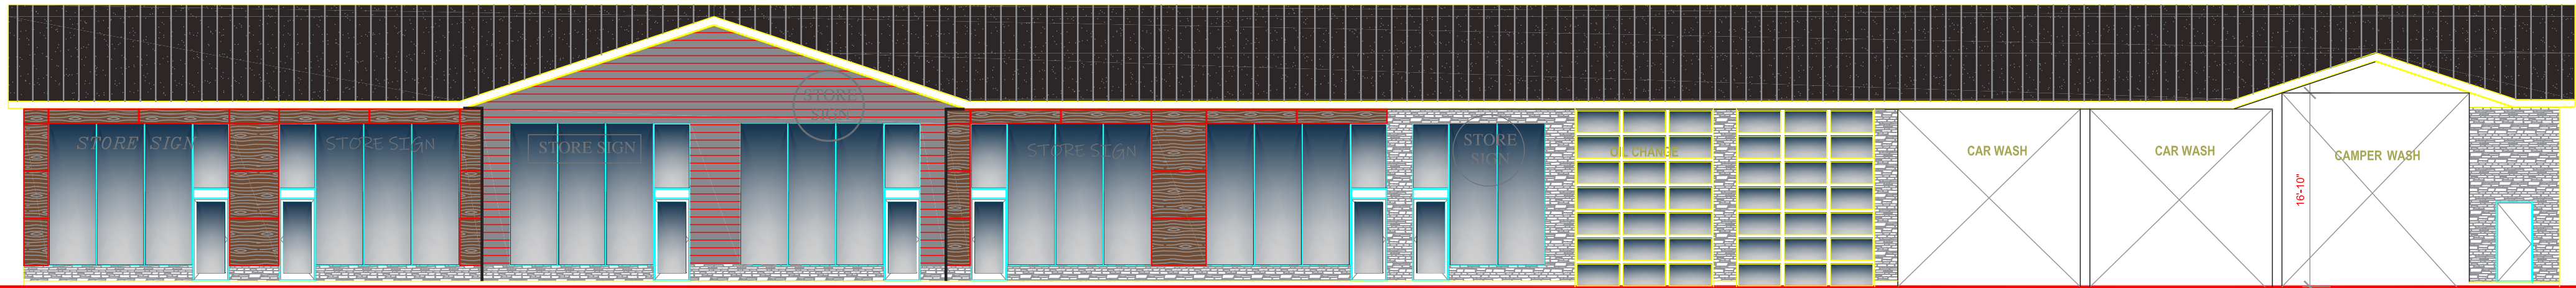 STORE SIGN
STORE SIGN
STORE SIGN
STORE
SIGN
STORE SIGN
STORE
SIGN
OIL CHANGE
CAR WASH
CAR WASH
CAMPER WASH
16'-10"